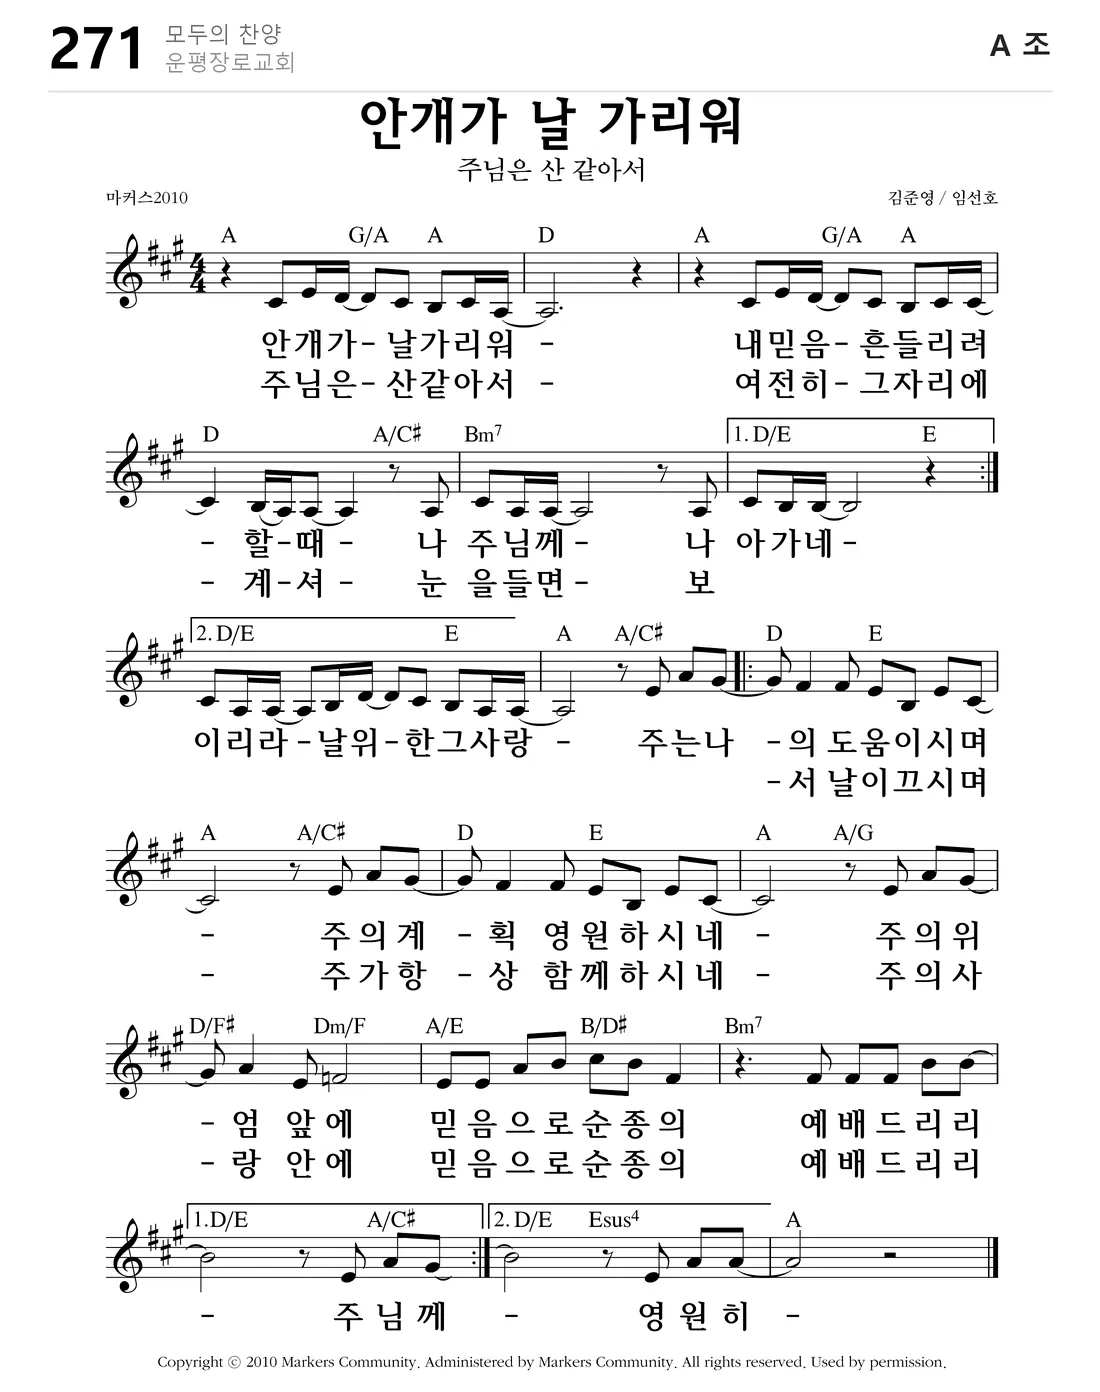 271 모두의 찬양
운평장로교회
A 조
안개가 날 가리워
주님은 산 같아서
마커스2010
김준영 / 임선호
A G/A A D A G/A A
안개가- 날가리워 - 내믿음- 흔들리려
주님은- 산같아서 - 여전히- 그자리에
D A/C♯ Bm7 1. D/E E
- 할-때 - 나 주님께- 나 아가네-
- 계-셔 - 눈 을들면- 보
2. D/E E A A/C♯ D E
이리라-날위-한그사랑 - 주는나 -의 도움이시며
-서 날이끄시며
A A/C♯ D E A A/G
- 주의계 -획 영원하시네 - 주의위
- 주가항 -상 함께하시네 - 주의사
D/F♯ Dm/F A/E B/D♯ Bm7
-엄 앞에 믿음으로순종의 예배드리리
-랑 안에 믿음으로순종의 예배드리리
1.D/E A/C♯ 2. D/E Esus4 A
- 주님께 - 영원히 -
Copyright ⓒ 2010 Markers Community. Administered by Markers Community. All rights reserved. Used by permission.